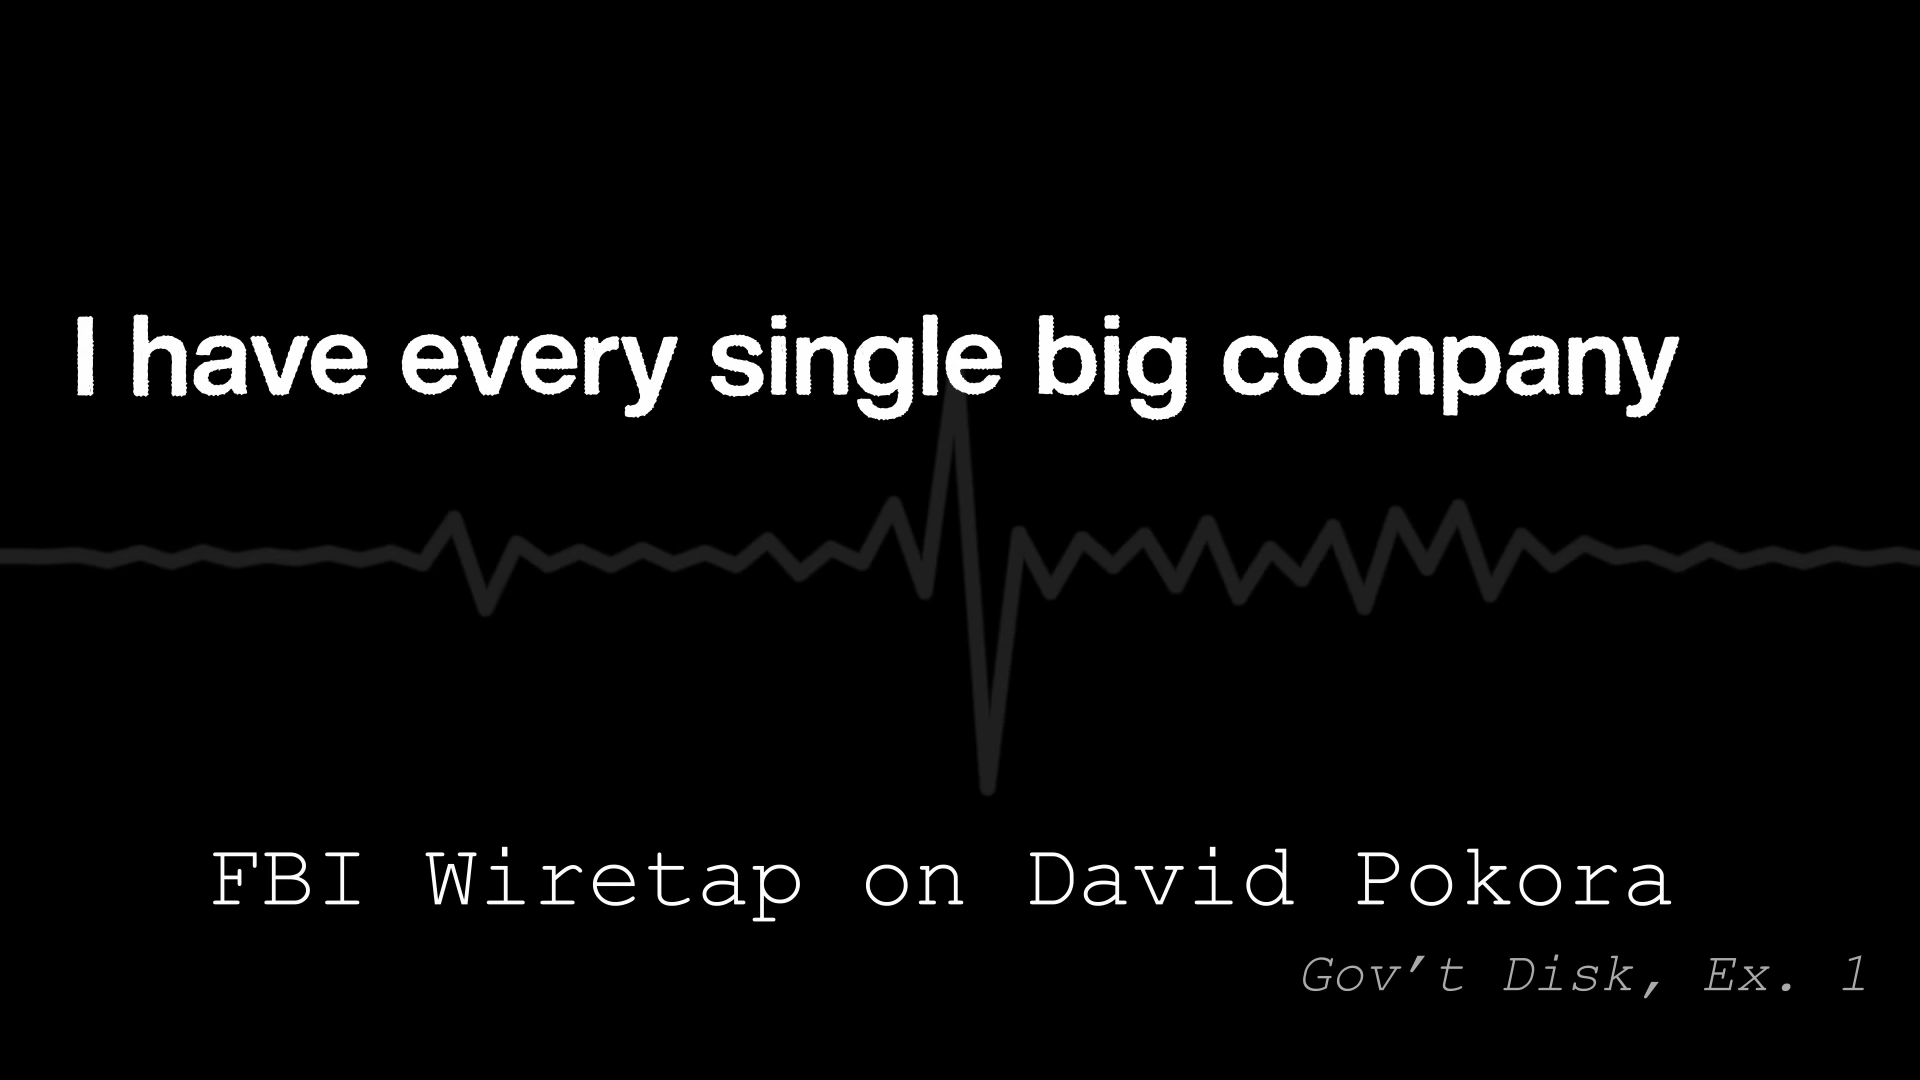 I have every single big company
FBI Wiretap on David Pokora
Gov’t Disk, Ex. 1